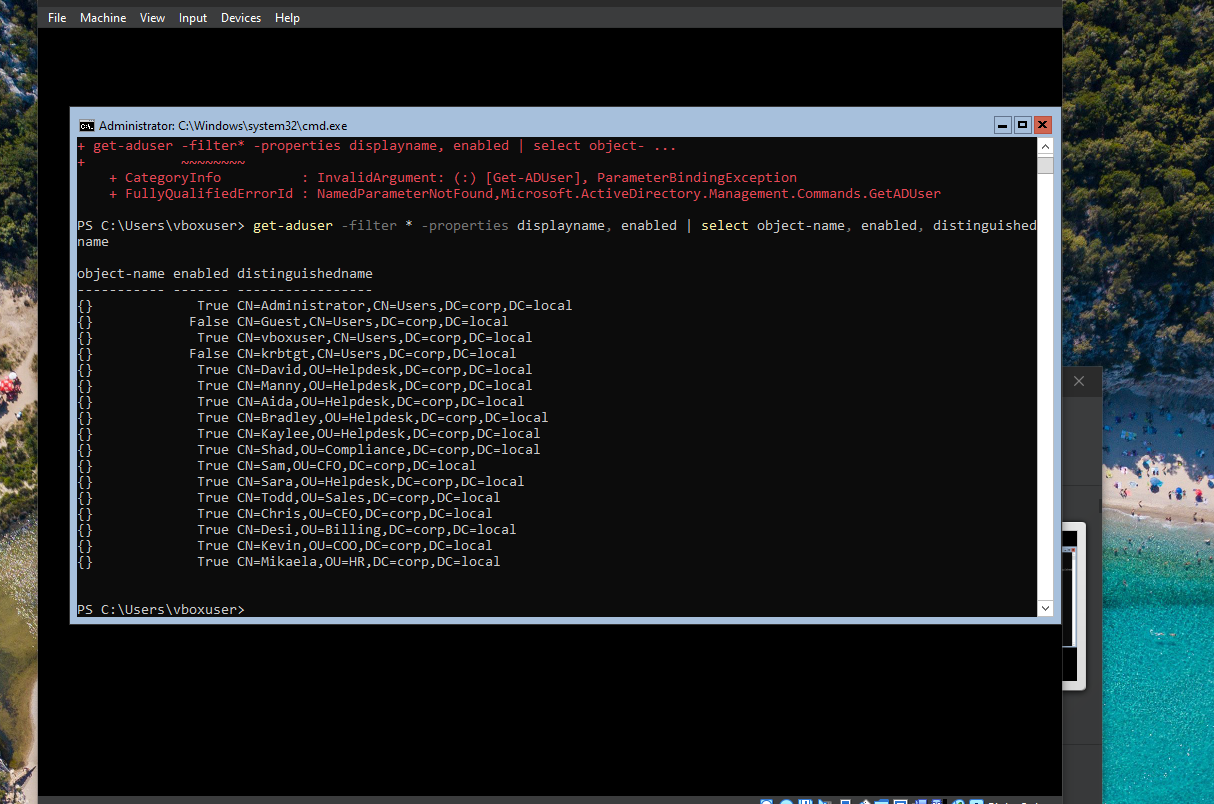 File Machine View Input Devices Help
Administrator: C:\Windows\system32\cmd.exe
+ get-aduser -filter* -properties displayname, enabled | select object- ...
+             ~~~~~~~~
    + CategoryInfo          : InvalidArgument: (:) [Get-ADUser], ParameterBindingException
    + FullyQualifiedErrorId : NamedParameterNotFound,Microsoft.ActiveDirectory.Management.Commands.GetADUser
PS C:\Users\vboxuser> get-aduser -filter * -properties displayname, enabled | select object-name, enabled, distinguished
name
object-name enabled distinguishedname
----------- ------- -----------------
{}             True CN=Administrator,CN=Users,DC=corp,DC=local
{}            False CN=Guest,CN=Users,DC=corp,DC=local
{}             True CN=vboxuser,CN=Users,DC=corp,DC=local
{}            False CN=krbtgt,CN=Users,DC=corp,DC=local
{}             True CN=David,OU=Helpdesk,DC=corp,DC=local
{}             True CN=Manny,OU=Helpdesk,DC=corp,DC=local
{}             True CN=Aida,OU=Helpdesk,DC=corp,DC=local
{}             True CN=Bradley,OU=Helpdesk,DC=corp,DC=local
{}             True CN=Kaylee,OU=Helpdesk,DC=corp,DC=local
{}             True CN=Shad,OU=Compliance,DC=corp,DC=local
{}             True CN=Sam,OU=CFO,DC=corp,DC=local
{}             True CN=Sara,OU=Helpdesk,DC=corp,DC=local
{}             True CN=Todd,OU=Sales,DC=corp,DC=local
{}             True CN=Chris,OU=CEO,DC=corp,DC=local
{}             True CN=Desi,OU=Billing,DC=corp,DC=local
{}             True CN=Kevin,OU=COO,DC=corp,DC=local
{}             True CN=Mikaela,OU=HR,DC=corp,DC=local
PS C:\Users\vboxuser>